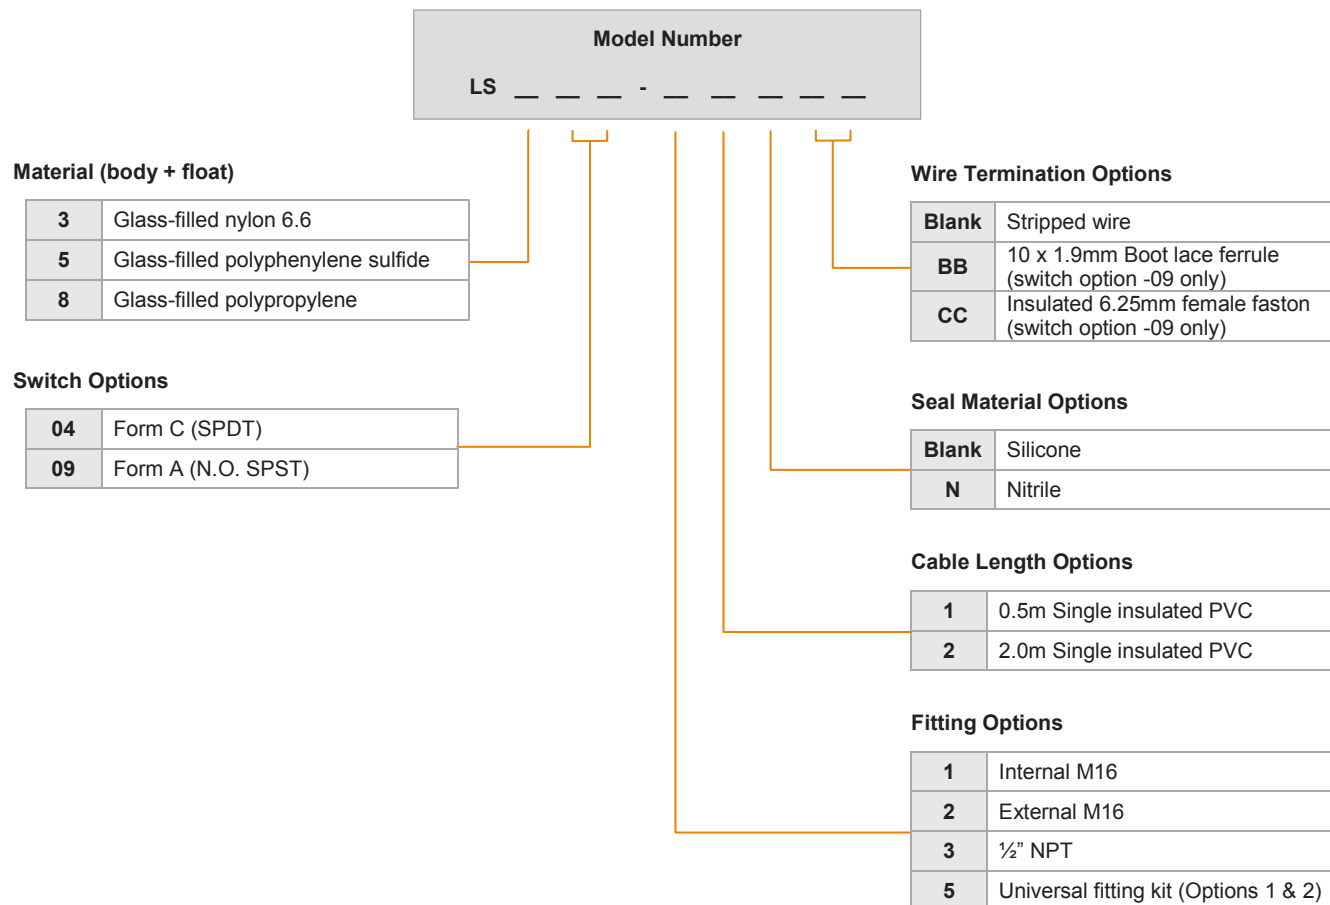 Model Number
LS __ __ __ - __ __ __ __ __
Material (body + float)
3 Glass-filled nylon 6.6
5 Glass-filled polyphenylene sulfide
8 Glass-filled polypropylene
Switch Options
04 Form C (SPDT)
09 Form A (N.O. SPST)
Wire Termination Options
Blank Stripped wire
BB 10 x 1.9mm Boot lace ferrule
(switch option -09 only)
CC Insulated 6.25mm female faston
(switch option -09 only)
Seal Material Options
Blank Silicone
N Nitrile
Cable Length Options
1 0.5m Single insulated PVC
2 2.0m Single insulated PVC
Fitting Options
1 Internal M16
2 External M16
3 ½” NPT
5 Universal fitting kit (Options 1 & 2)